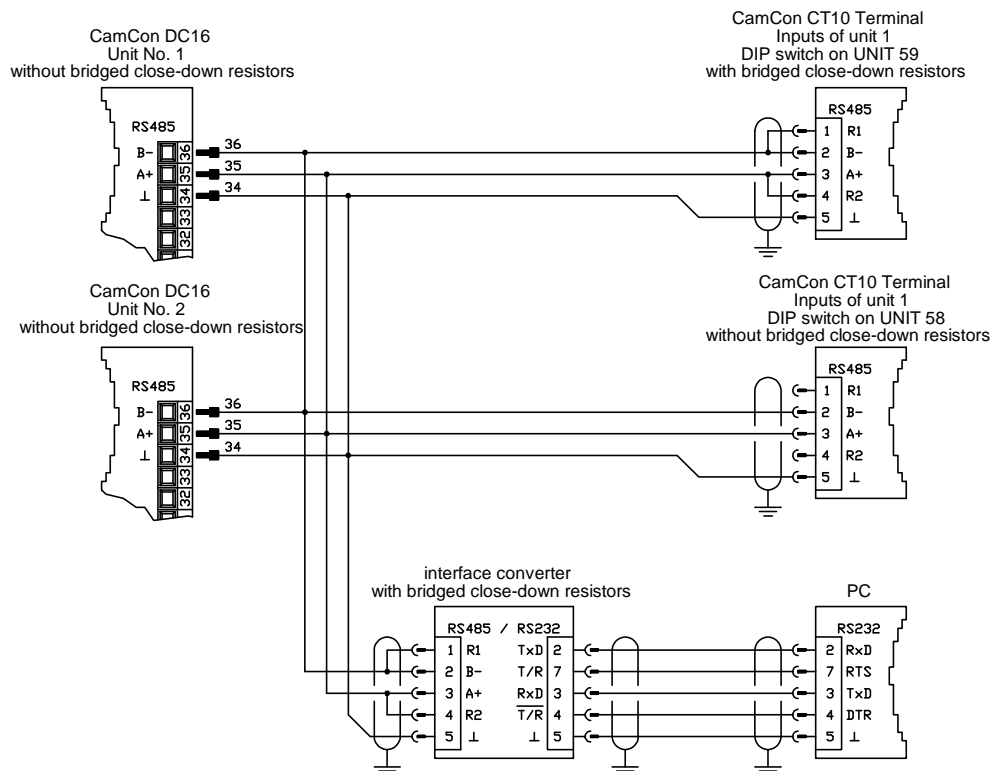 CamCon DC16
Unit No. 1
without bridged close-down resistors
RS485
B- 36 36
A+ 35 35
⊥ 34 34
33
32
CamCon CT10 Terminal
Inputs of unit 1
DIP switch on UNIT 59
with bridged close-down resistors
RS485
1 R1
2 B-
3 A+
4 R2
5 ⊥
CamCon DC16
Unit No. 2
without bridged close-down resistors
RS485
B- 36 36
A+ 35 35
⊥ 34 34
33
32
CamCon CT10 Terminal
Inputs of unit 1
DIP switch on UNIT 58
without bridged close-down resistors
RS485
1 R1
2 B-
3 A+
4 R2
5 ⊥
interface converter
with bridged close-down resistors
RS485 / RS232
1 R1 TxD 2
2 B- T/R 7
3 A+ RxD 3
4 R2 T̅/̅R̅ 4
5 ⊥ ⊥ 5
PC
RS232
2 RxD
7 RTS
3 TxD
4 DTR
5 ⊥